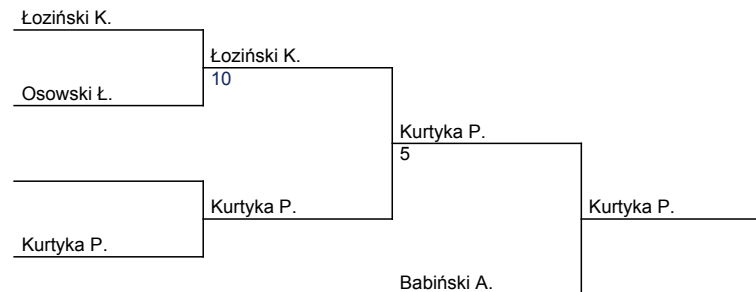 Łoziński K.
Łoziński K.
10
Osowski Ł.
Kurtyka P.
5
Kurtyka P.
Kurtyka P.
Kurtyka P.
Babiński A.